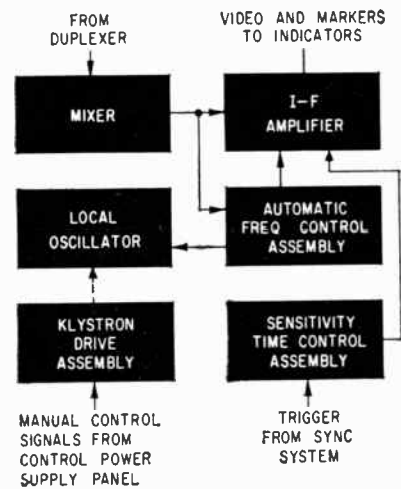 FROM
DUPLEXER
VIDEO AND MARKERS
TO INDICATORS
MIXER
I-F
AMPLIFIER
LOCAL
OSCILLATOR
AUTOMATIC
FREQ CONTROL
ASSEMBLY
KLYSTRON
DRIVE
ASSEMBLY
SENSITIVITY
TIME CONTROL
ASSEMBLY
MANUAL CONTROL
SIGNALS FROM
CONTROL POWER
SUPPLY PANEL
TRIGGER
FROM SYNC
SYSTEM